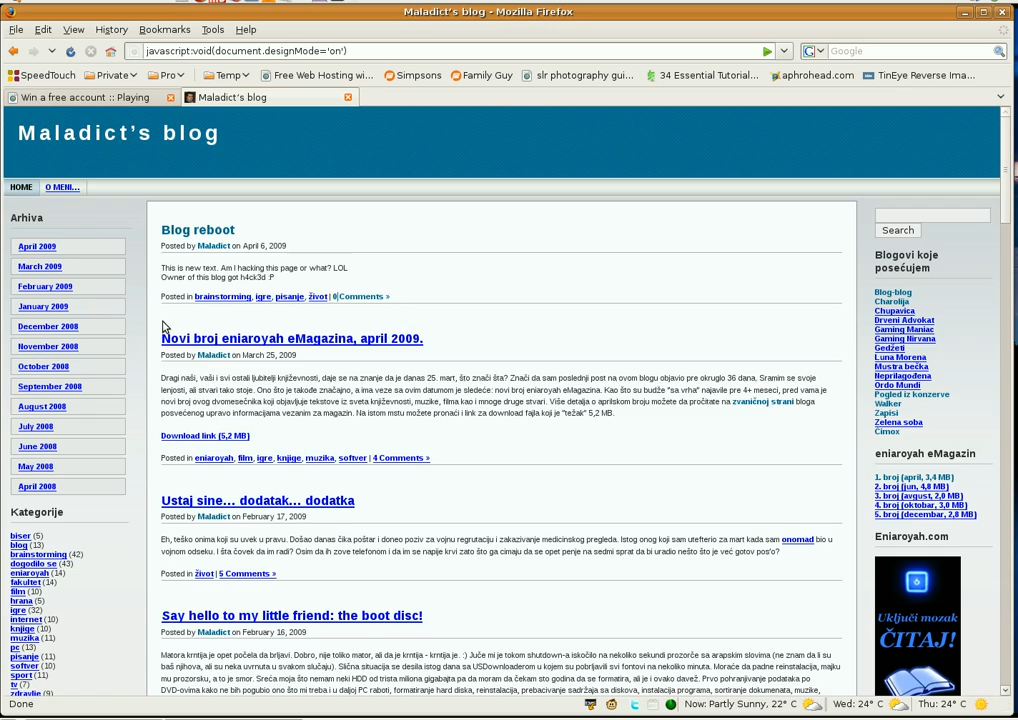 Maladict's blog - Mozilla Firefox
File Edit View History Bookmarks Tools Help
javascript:void(document.designMode='on')
Google
SpeedTouch Private Pro Temp Free Web Hosting wi... Simpsons Family Guy slr photography gui... 34 Essential Tutorial... aphrohead.com TinEye Reverse Ima...
Win a free account :: Playing
Maladict's blog
Maladict's blog
HOME O MENI...
Arhiva
April 2009
March 2009
February 2009
January 2009
December 2008
November 2008
October 2008
September 2008
August 2008
July 2008
June 2008
May 2008
April 2008
Kategorije
biser (5)
blog (13)
brainstorming (42)
dogodilo se (43)
eniaroyah (14)
fakultet (14)
film (10)
hrana (5)
igre (32)
internet (10)
knjige (10)
muzika (11)
pc (13)
pisanje (11)
softver (10)
sport (11)
tv (7)
zdravlje (9)
Blog reboot
Posted by Maladict on April 6, 2009
This is new text. Am I hacking this page or what? LOL
Owner of this blog got h4ck3d :P
Posted in brainstorming, igre, pisanje, život | 0 Comments »
Novi broj eniaroyah eMagazina, april 2009.
Posted by Maladict on March 25, 2009
Dragi naši, vaši i svi ostali ljubitelji književnosti, daje se na znanje da je danas 25. mart, što znači šta? Znači da sam poslednji post na ovom blogu objavio pre okruglo 36 dana. Sramim se svoje
lenjosti, ali stvari tako stoje. Ono što je takođe značajno, a ima veze sa ovim datumom je sledeće: novi broj eniaroyah eMagazina. Kao što su budže "sa vrha" najavile pre 4+ meseci, pred vama je
novi broj ovog dvomesečnika koji objavljuje tekstove iz sveta književnosti, muzike, filma kao i mnoge druge stvari. Više detalja o aprilskom broju možete da pročitate na zvaničnoj strani bloga
posvećenog upravo informacijama vezanim za magazin. Na istom mstu možete pronaći i link za download fajla koji je "težak" 5,2 MB.
Download link (5,2 MB)
Posted in eniaroyah, film, igre, knjige, muzika, softver | 4 Comments »
Ustaj sine... dodatak... dodatka
Posted by Maladict on February 17, 2009
Eh, teško onima koji su uvek u pravu. Došao danas čika poštar i doneo poziv za vojnu regrutaciju i zakazivanje medicinskog pregleda. Istog onog koji sam utefterio za mart kada sam onomad bio u
vojnom odseku. I šta čovek da im radi? Osim da ih zove telefonom i da im se napije krvi zato što ga cimaju da se opet penje na sedmi sprat da bi uradio nešto što je već gotov pos'o?
Posted in život | 5 Comments »
Say hello to my little friend: the boot disc!
Posted by Maladict on February 16, 2009
Matora krntija je opet počela da brljavi. Dobro, nije toliko mator, ali da je krntija - krntija je. :) Juče mi je tokom shutdown-a iskočilo na nekoliko sekundi prozorče sa arapskim slovima (ne znam da li su
baš njihova, ali su nekva uvrnuta u svakom slučaju). Slična situacija se desila istog dana sa USDownloaderom u kojem su pobrljavili svi fontovi na nekoliko minuta. Moraće da padne reinstalacija, majku
mu prozorsku, a to je smor. Sreća moja što nemam neki HDD od trista miliona gigabajta pa da moram da čekam sto godina da se formatira, ali je i ovako davež. Prvo pohranjivanje podataka po
DVD-ovima kako ne bih pogubio ono što mi treba i u daljoj PC raboti, formatiranje hard diska, reinstalacija, prebacivanje sadržaja sa diskova, instalacija programa, sortiranje dokumenata, muzike,
Search
Blogovi koje
posećujem
Blog-blog
Charolija
Chupavica
Drveni Advokat
Gaming Maniac
Gaming Nirvana
Gedžeti
Luna Morena
Mustra bečka
Neprilagođena
Ordo Mundi
Pogled iz konzerve
Walker
Zapisi
Zelena soba
Čimox
eniaroyah eMagazin
1. broj (april, 3,4 MB)
2. broj (jun, 4,8 MB)
3. broj (avgust, 2,0 MB)
4. broj (oktobar, 3,0 MB)
5. broj (decembar, 2,8 MB)
Eniaroyah.com
Uključi mozak
ČITAJ!
Done
Now: Partly Sunny, 22° C Wed: 24° C Thu: 24° C